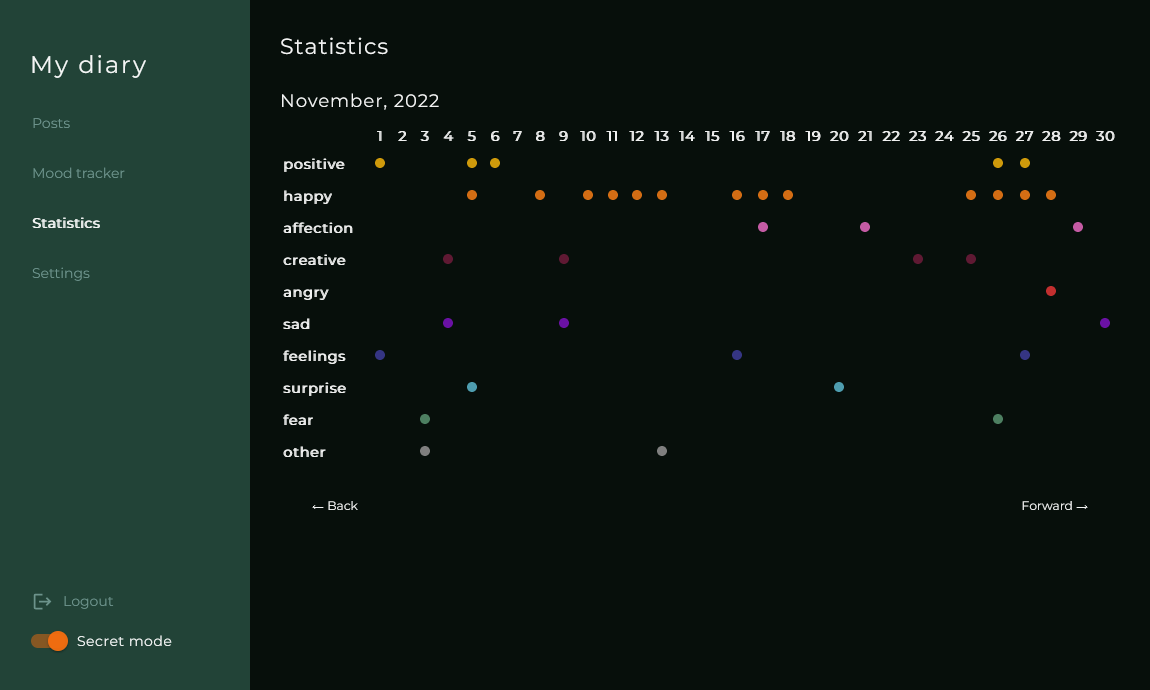 My diary
Posts
Mood tracker
Statistics
Settings
Logout
Secret mode
Statistics
November, 2022
1 2 3 4 5 6 7 8 9 10 11 12 13 14 15 16 17 18 19 20 21 22 23 24 25 26 27 28 29 30
positive
happy
affection
creative
angry
sad
feelings
surprise
fear
other
← Back
Forward →